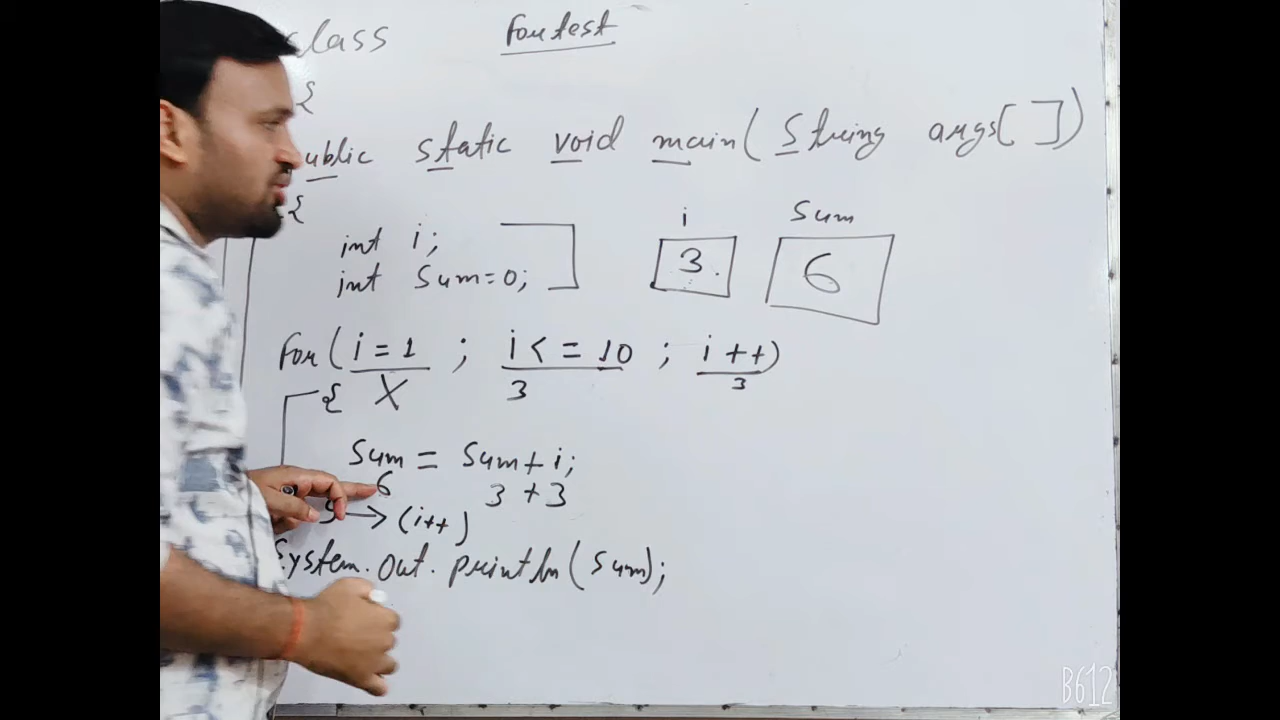 class Fortest
{
public static void main( String args[ ])
{
int i;
int Sum=0;
i Sum
3. 6
For( i = 1 ; i < = 10 ; i ++)
{ X 3 3
Sum = Sum + i;
6 3 + 3
} → (i++)
System.out.println(Sum);
B612